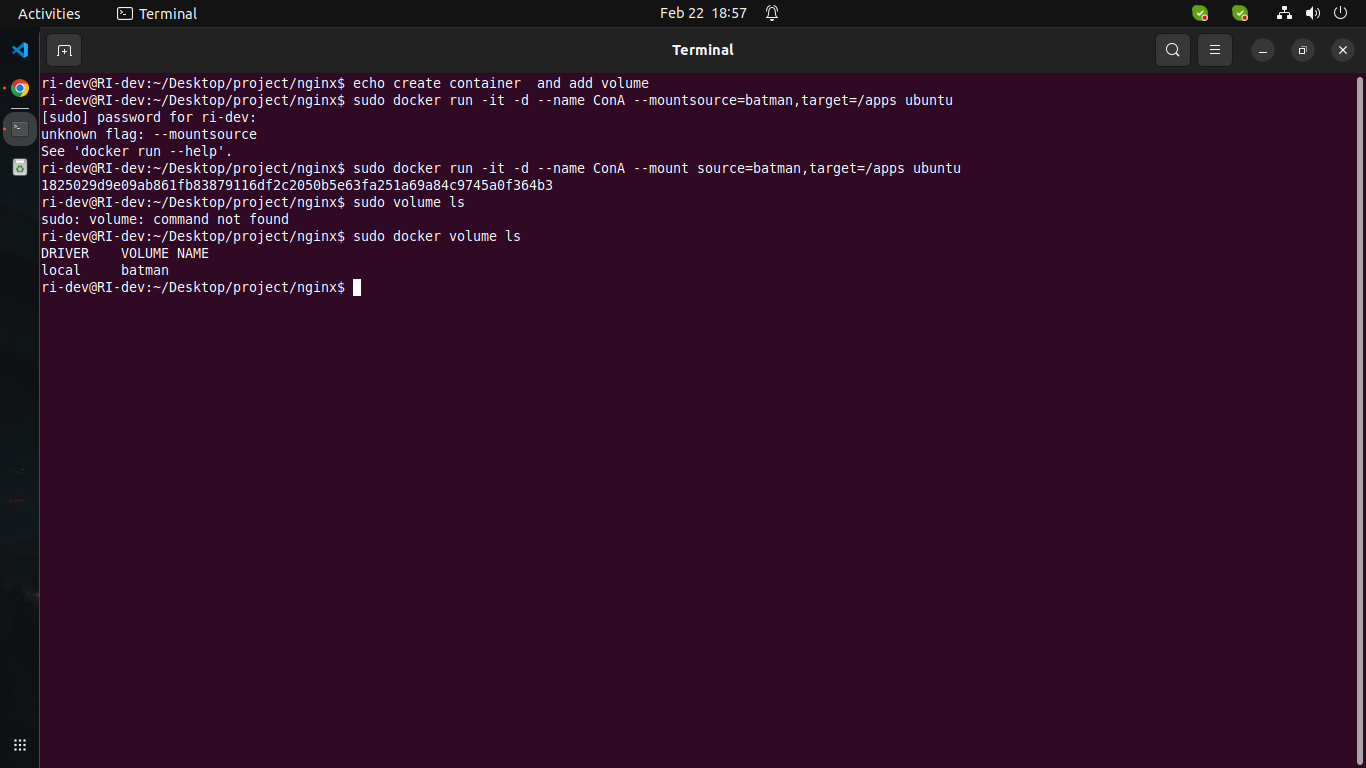 Activities Terminal Feb 22 18:57
Terminal
ri-dev@RI-dev:~/Desktop/project/nginx$ echo create container  and add volume
ri-dev@RI-dev:~/Desktop/project/nginx$ sudo docker run -it -d --name ConA --mountsource=batman,target=/apps ubuntu
[sudo] password for ri-dev:
unknown flag: --mountsource
See 'docker run --help'.
ri-dev@RI-dev:~/Desktop/project/nginx$ sudo docker run -it -d --name ConA --mount source=batman,target=/apps ubuntu
1825029d9e09ab861fb83879116df2c2050b5e63fa251a69a84c9745a0f364b3
ri-dev@RI-dev:~/Desktop/project/nginx$ sudo volume ls
sudo: volume: command not found
ri-dev@RI-dev:~/Desktop/project/nginx$ sudo docker volume ls
DRIVER    VOLUME NAME
local     batman
ri-dev@RI-dev:~/Desktop/project/nginx$